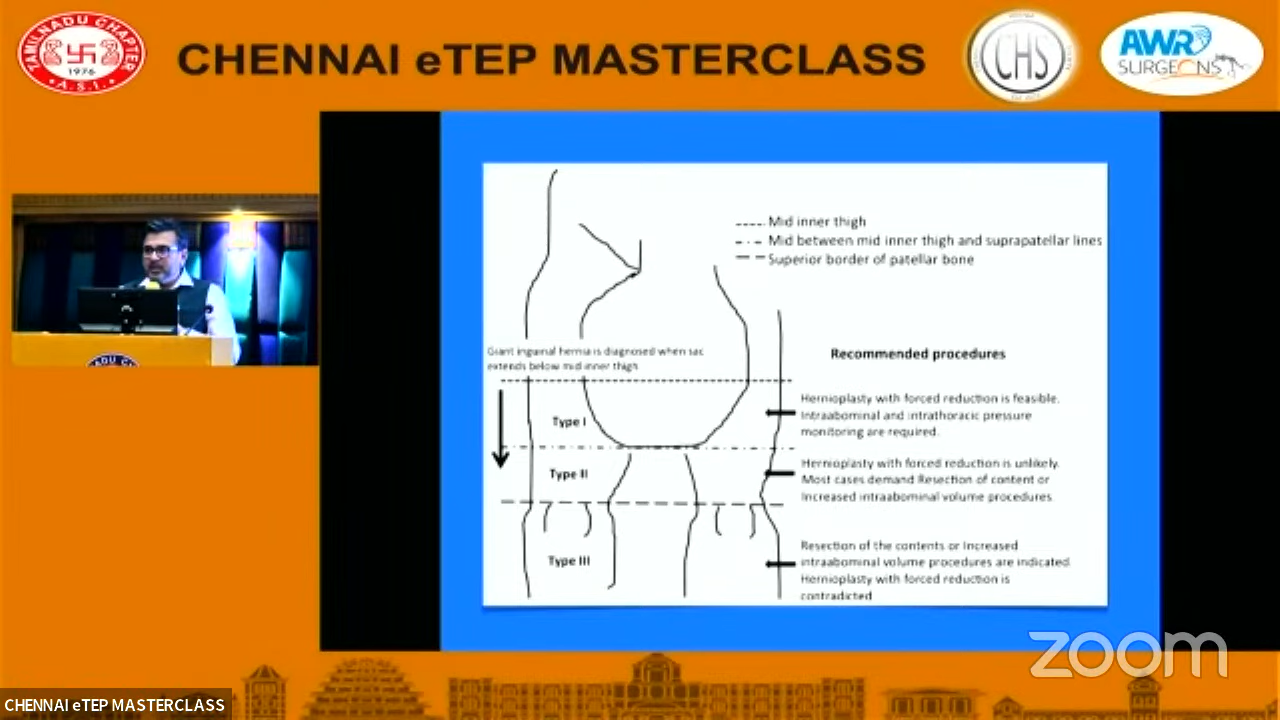 TAMILNADU CHAPTER
1976
A.S.I.
CHENNAI eTEP MASTERCLASS
CHS
AWR
SURGEONS
Mid inner thigh
Mid between mid inner thigh and suprapatellar lines
Superior border of patellar bone
Giant inguinal hernia is diagnosed when sac
extends below mid inner thigh
Recommended procedures
Type I
Hernioplasty with forced reduction is feasible.
Intraabominal and intrathoracic pressure
monitoring are required.
Type II
Hernioplasty with forced reduction is unlikely.
Most cases demand Resection of content or
Increased intraabominal volume procedures
Type III
Resection of the contents or Increased
intraabominal volume procedures are indicated.
Hernioplasty with forced reduction is
contradicted
zoom
CHENNAI eTEP MASTERCLASS